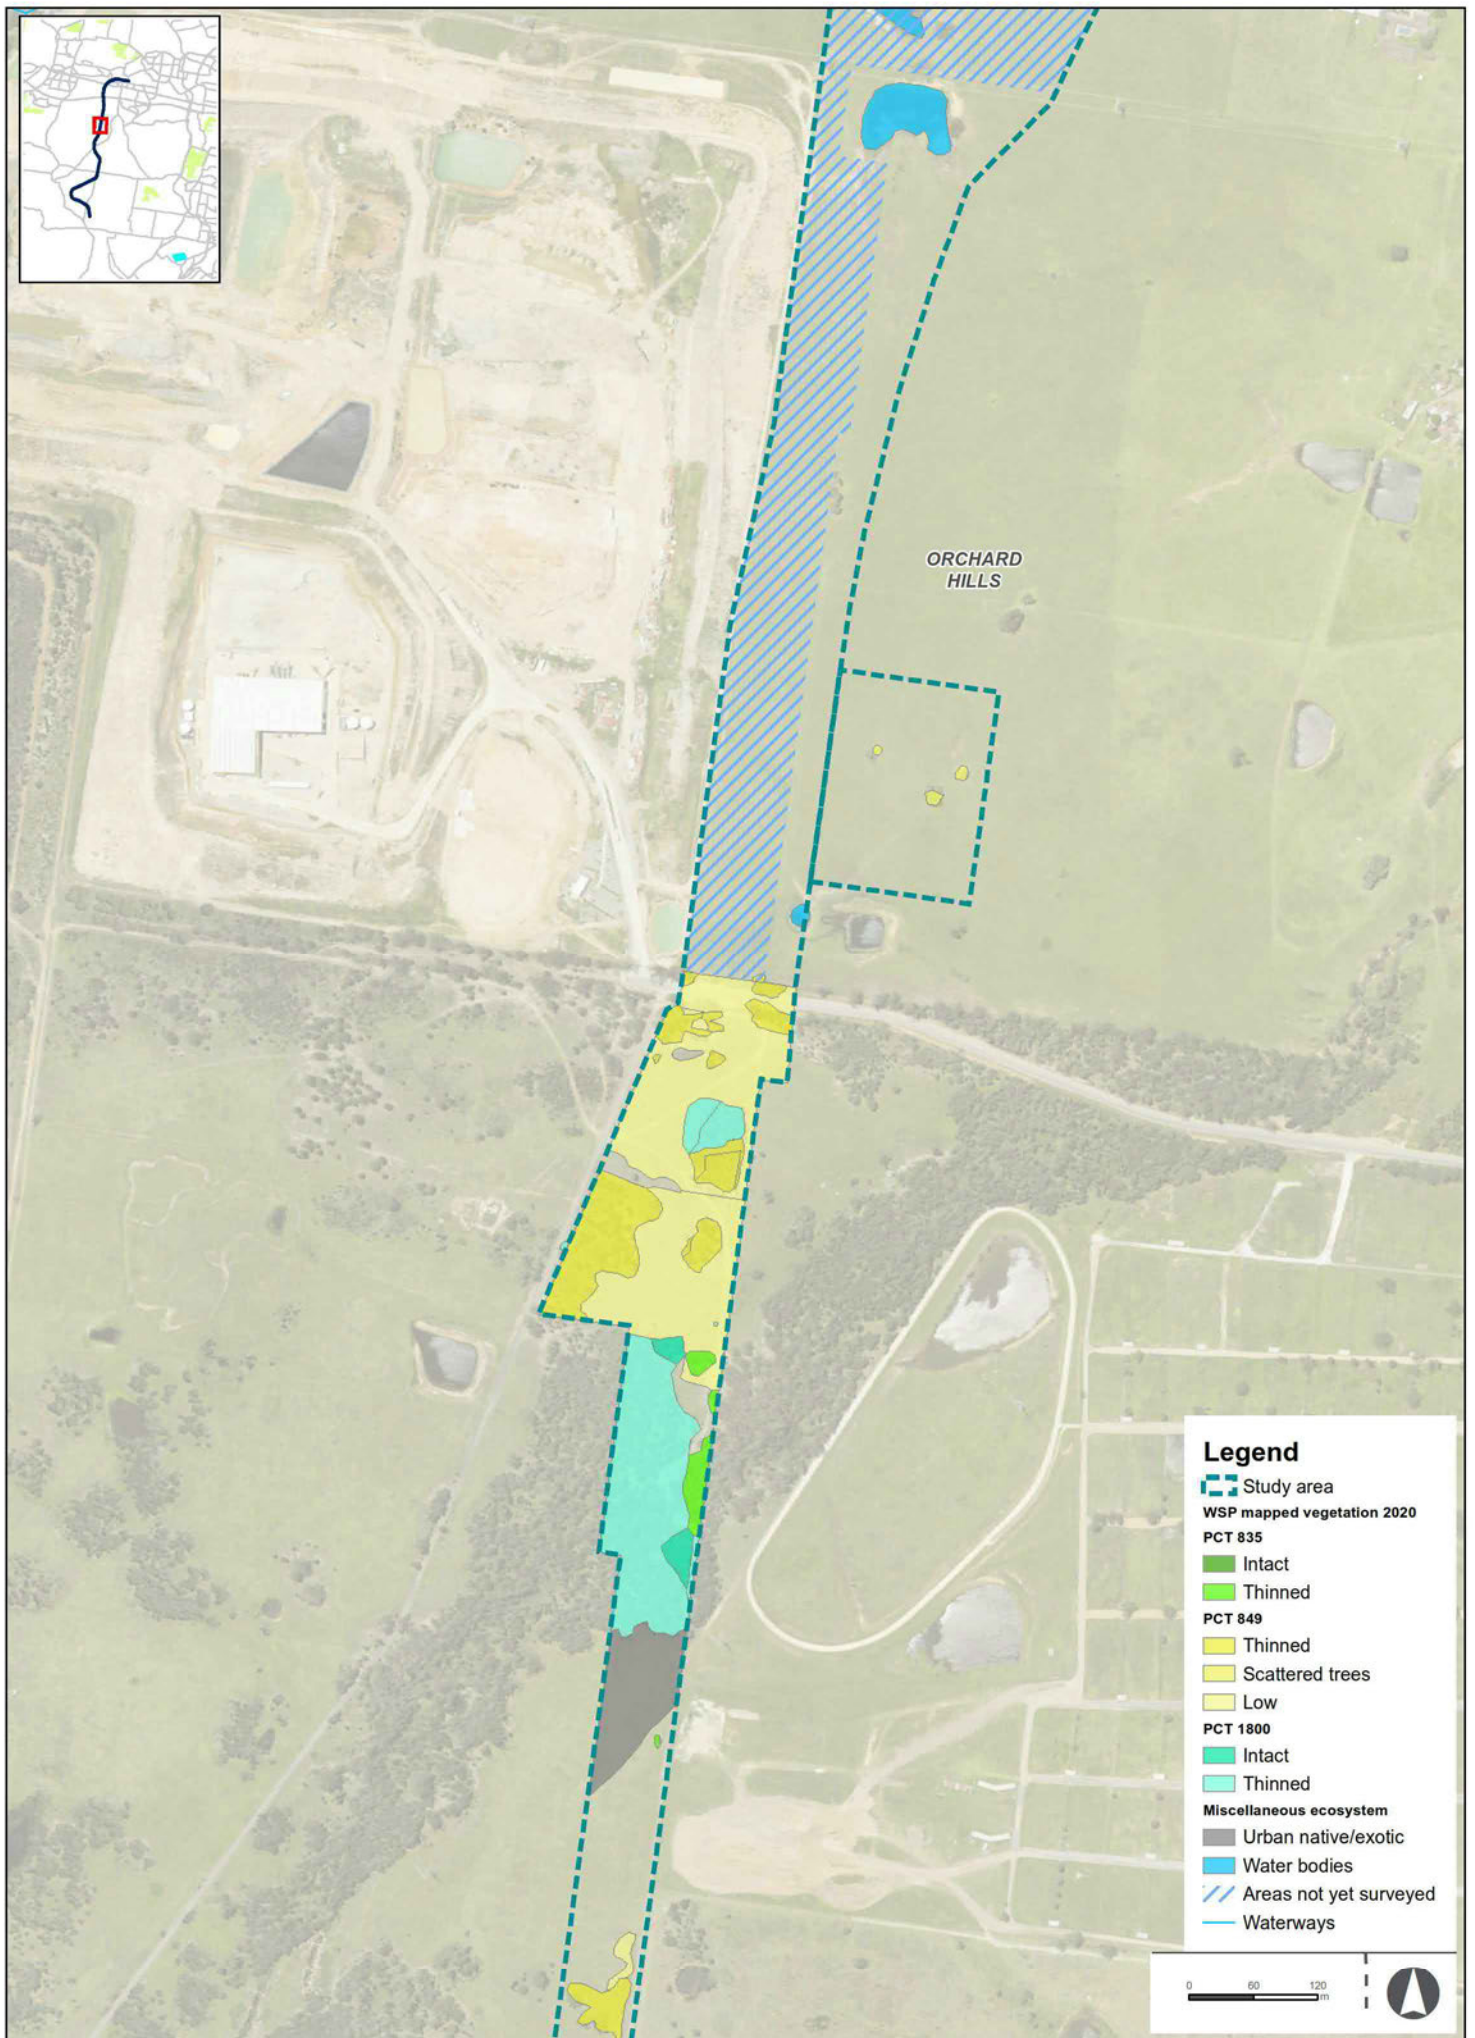 ORCHARD
HILLS
Legend
Study area
WSP mapped vegetation 2020
PCT 835
Intact
Thinned
PCT 849
Thinned
Scattered trees
Low
PCT 1800
Intact
Thinned
Miscellaneous ecosystem
Urban native/exotic
Water bodies
Areas not yet surveyed
Waterways
0 60 120
m